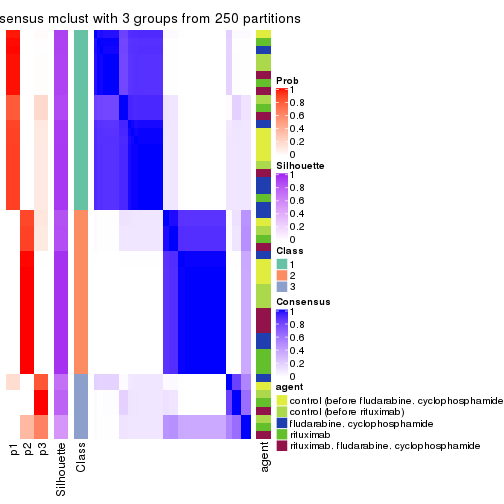 sensus mclust with 3 groups from 250 partitions
Prob
1
0.8
0.6
0.4
0.2
0
Silhouette
1
0.8
0.6
0.4
0.2
0
Class
1
2
3
Consensus
1
0.8
0.6
0.4
0.2
0
agent
control (before fludarabine. cyclophosphamide
control (before rituximab)
fludarabine. cyclophosphamide
rituximab
rituximab. fludarabine. cyclophosphamide
p1
p2
p3
Silhouette
Class
agent